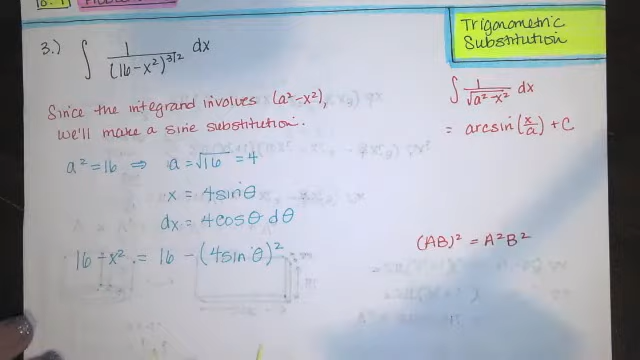 10.4
3.) ∫ 1/(16-x²)^3/2 dx
Trigonometric
Substitution
∫ 1/√(a²-x²) dx
= arcsin(x/a) + C
Since the integrand involves (a²-x²),
we'll make a sine substitution.
a² = 16 ⇒ a = √16 = 4
x = 4sinθ
dx = 4cosθ dθ
16-x² = 16 - (4sinθ)²
(AB)² = A²B²